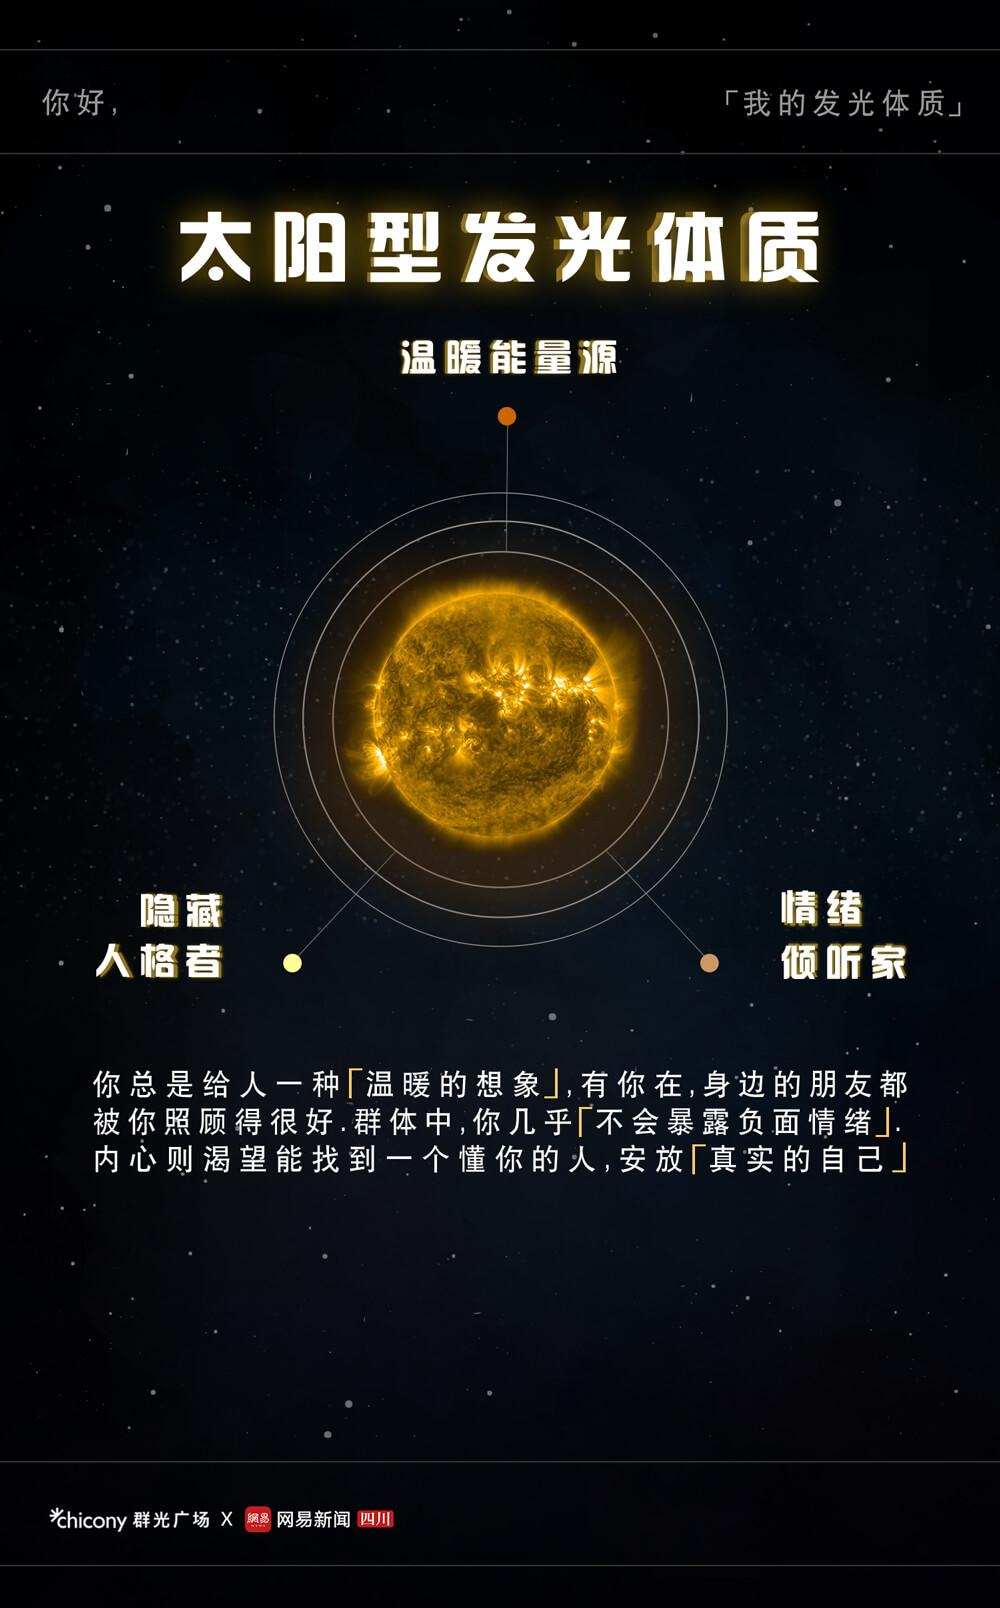 你好,
「我的发光体质」
太阳型发光体质
温暖能量源
隐藏
人格者
情绪
倾听家
你总是给人一种「温暖的想象」,有你在,身边的朋友都
被你照顾得很好.群体中,你几乎「不会暴露负面情绪」.
内心则渴望能找到一个懂你的人,安放「真实的自己」
chicony 群光广场 X 網易 NEWS 网易新闻 四川